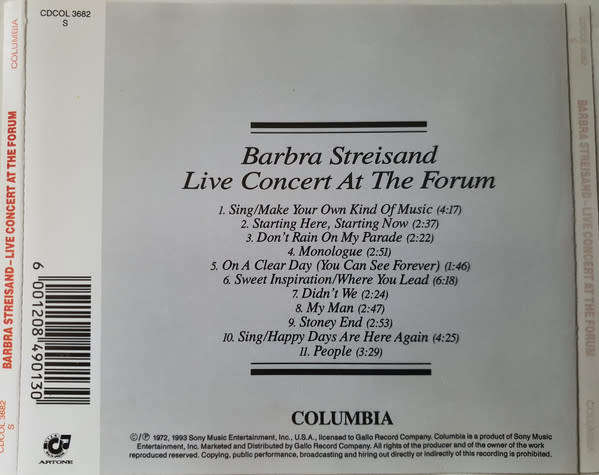 CDCOL 3682
S
COLUMBIA
BARBRA STREISAND – LIVE CONCERT AT THE FORUM
CDCOL 3682
S
Barbra Streisand
Live Concert At The Forum
1. Sing/Make Your Own Kind Of Music (4:17)
2. Starting Here, Starting Now (2:37)
3. Don't Rain On My Parade (2:22)
4. Monologue (2:51)
5. On A Clear Day (You Can See Forever) (1:46)
6. Sweet Inspiration/Where You Lead (6:18)
7. Didn't We (2:24)
8. My Man (2:47)
9. Stoney End (2:53)
10. Sing/Happy Days Are Here Again (4:25)
11. People (3:29)
6 001208 490130
COLUMBIA
ARTONE
©/℗ 1972, 1993 Sony Music Entertainment, Inc., U.S.A., licensed to Gallo Record Company. Columbia is a product of Sony Music
Entertainment, Inc. Marketed and Distributed by Gallo Record Company. All rights of the producer and of the owner of the work
reproduced reserved. Copying, public performance, broadcasting and hiring out directly or indirectly of this recording is prohibited.
CDCOL 3682
S
BARBRA STREISAND – LIVE CONCERT AT THE FORUM
COLUMBIA